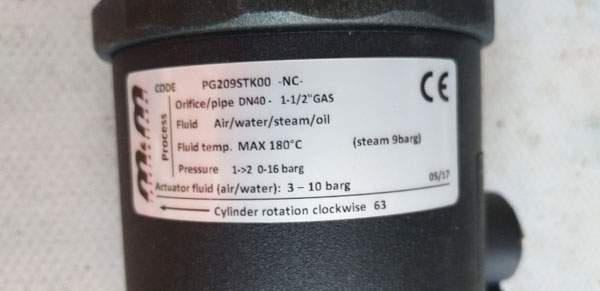 CODE PG209STK00 -NC-
Orifice/pipe DN40 - 1-1/2"GAS
Fluid Air/water/steam/oil
Fluid temp. MAX 180°C (steam 9barg)
Pressure 1->2 0-16 barg
Process
Actuator fluid (air/water): 3 – 10 barg
05/17
Cylinder rotation clockwise 63
M&M
CE